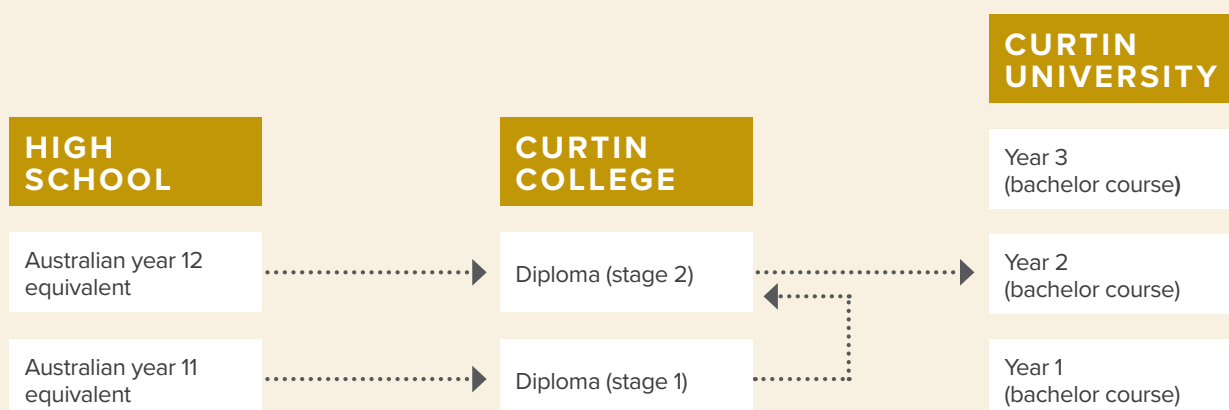 HIGH
SCHOOL
Australian year 12
equivalent
Australian year 11
equivalent
CURTIN
COLLEGE
Diploma (stage 2)
Diploma (stage 1)
CURTIN
UNIVERSITY
Year 3
(bachelor course)
Year 2
(bachelor course)
Year 1
(bachelor course)